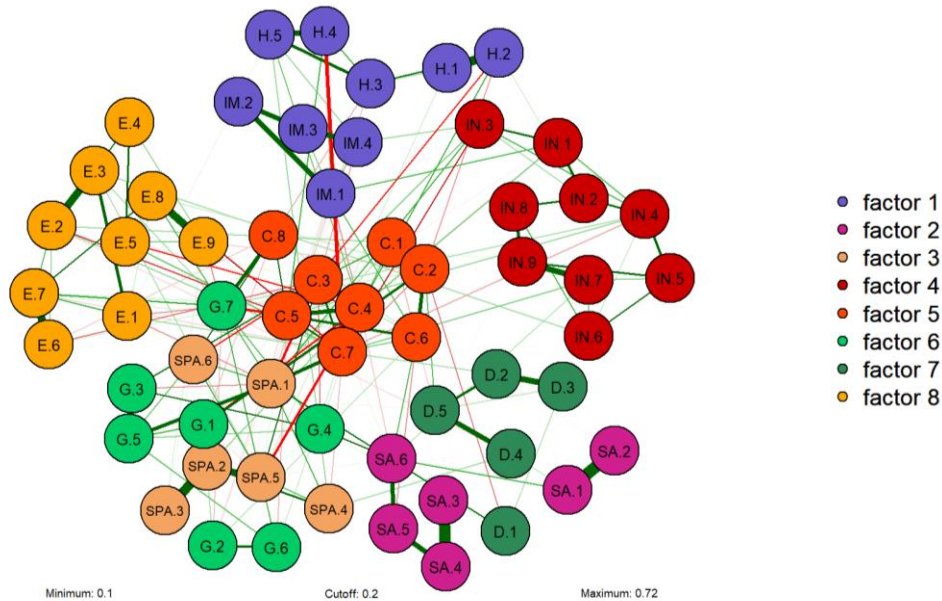 H.5
H.4
H.3
H.1
H.2
IM.2
IM.3
IM.4
IM.1
E.4
E.3
E.8
E.2
E.5
E.9
E.7
E.1
E.6
IN.3
IN.1
IN.8
IN.2
IN.4
IN.9
IN.7
IN.5
IN.6
C.8
C.1
C.2
C.3
C.4
C.5
C.6
C.7
G.7
SPA.6
SPA.1
G.3
G.1
G.5
G.4
SPA.2
SPA.5
SPA.3
SPA.4
G.2
G.6
D.2
D.3
D.5
D.4
D.1
SA.6
SA.3
SA.5
SA.4
SA.2
SA.1
factor 1
factor 2
factor 3
factor 4
factor 5
factor 6
factor 7
factor 8
Minimum: 0.1
Cutoff: 0.2
Maximum: 0.72